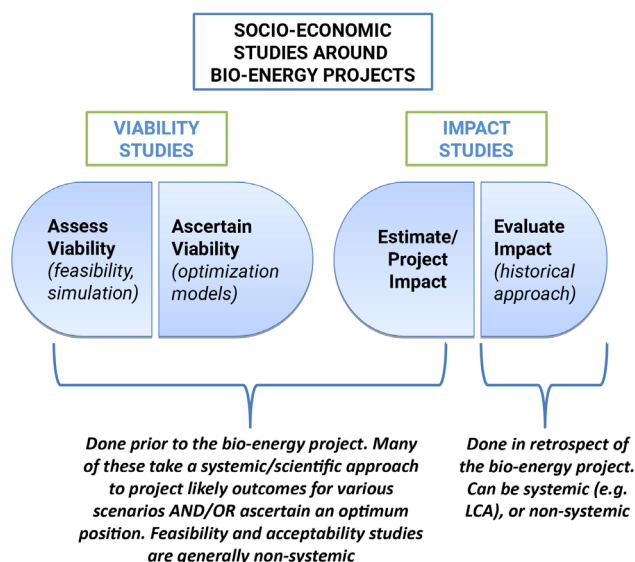 SOCIO-ECONOMIC
STUDIES AROUND
BIO-ENERGY PROJECTS
VIABILITY
STUDIES
IMPACT
STUDIES
Assess
Viability
(feasibility,
simulation)
Ascertain
Viability
(optimization
models)
Estimate/
Project
Impact
Evaluate
Impact
(historical
approach)
Done prior to the bio-energy project. Many
of these take a systemic/scientific approach
to project likely outcomes for various
scenarios AND/OR ascertain an optimum
position. Feasibility and acceptability studies
are generally non-systemic
Done in retrospect of
the bio-energy project.
Can be systemic (e.g.
LCA), or non-systemic